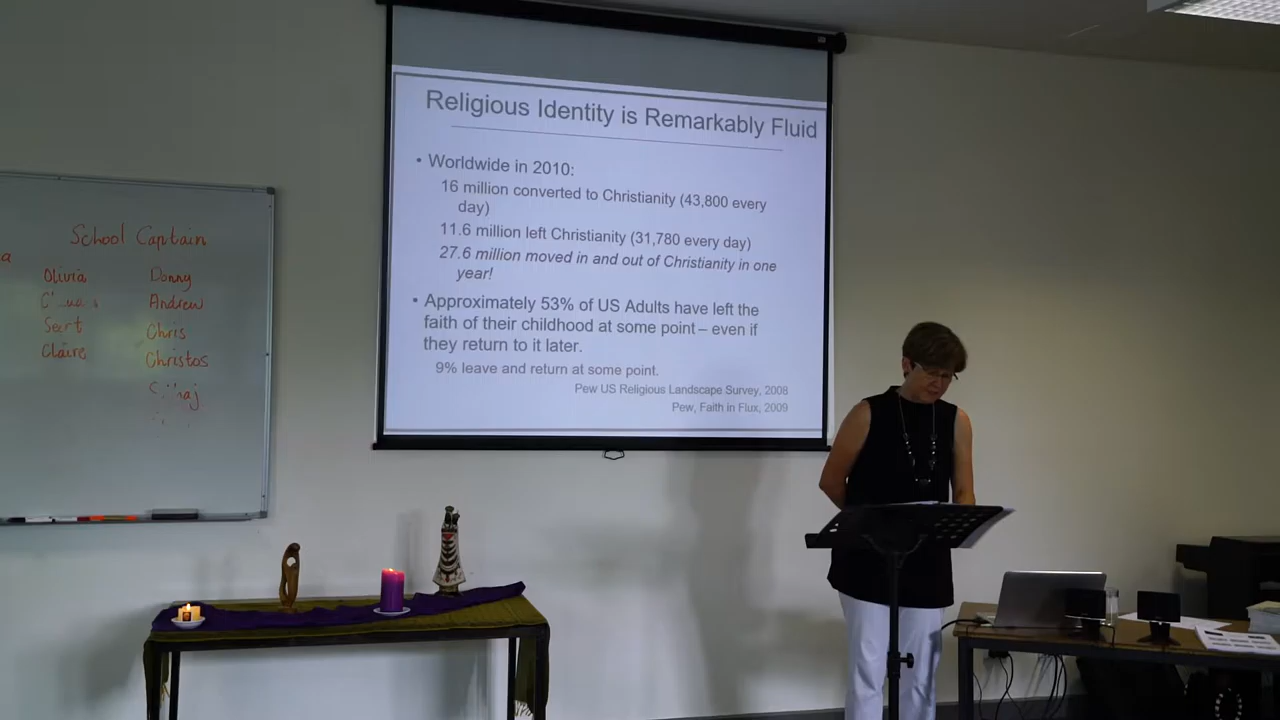 Religious Identity is Remarkably Fluid
• Worldwide in 2010:
16 million converted to Christianity (43,800 every
day)
11.6 million left Christianity (31,780 every day)
27.6 million moved in and out of Christianity in one
year!
• Approximately 53% of US Adults have left the
faith of their childhood at some point – even if
they return to it later.
9% leave and return at some point.
Pew US Religious Landscape Survey, 2008
Pew, Faith in Flux, 2009
School Captain
Olivia
Claire
Donny
Andrew
Chris
Christos